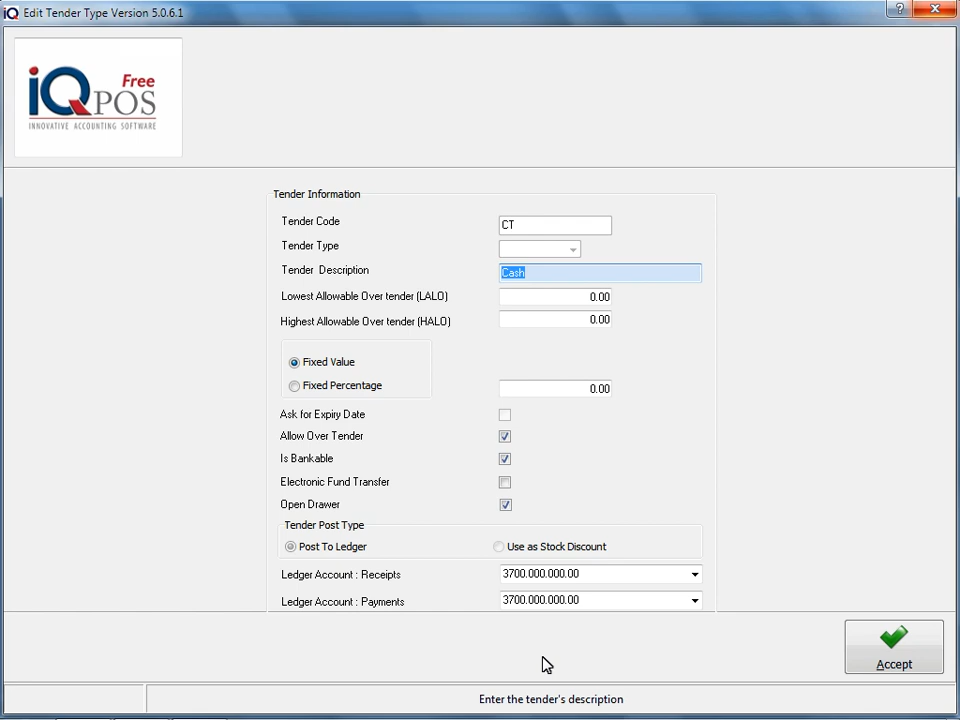 iQ Edit Tender Type Version 5.0.6.1
?
iQ POS Free
INNOVATIVE ACCOUNTING SOFTWARE
Tender Information
Tender Code CT
Tender Type
Tender Description Cash
Lowest Allowable Over tender (LALO) 0.00
Highest Allowable Over tender (HALO) 0.00
Fixed Value
Fixed Percentage 0.00
Ask for Expiry Date
Allow Over Tender
Is Bankable
Electronic Fund Transfer
Open Drawer
Tender Post Type
Post To Ledger Use as Stock Discount
Ledger Account : Receipts 3700.000.000.00
Ledger Account : Payments 3700.000.000.00
Accept
Enter the tender's description